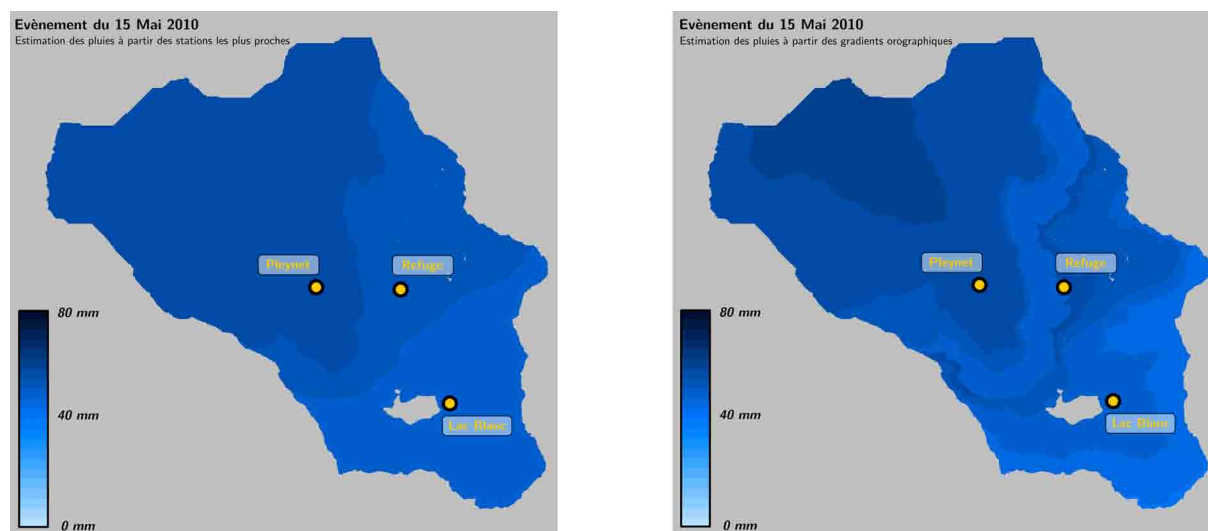 Evènement du 15 Mai 2010
Estimation des pluies à partir des stations les plus proches
Pleynet
Refuge
80 mm
40 mm
Lac Blanc
0 mm
Evènement du 15 Mai 2010
Estimation des pluies à partir des gradients orographiques
Pleynet
Refuge
80 mm
40 mm
Lac Blanc
0 mm